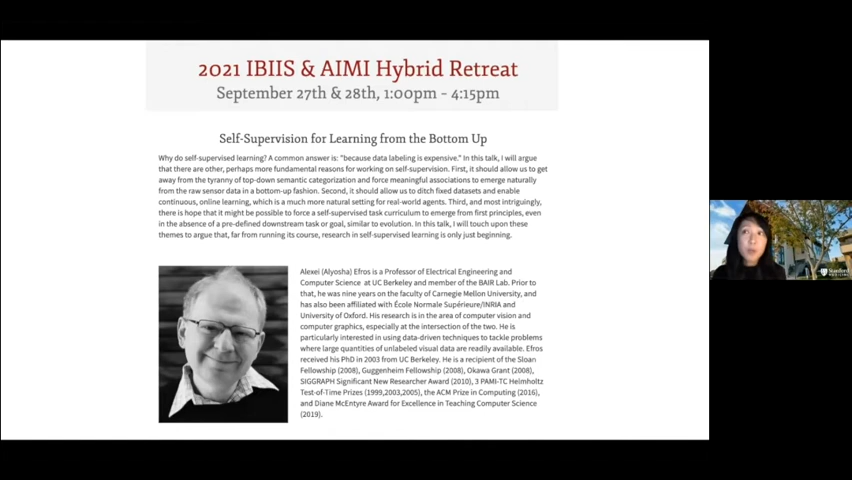 2021 IBIIS & AIMI Hybrid Retreat
September 27th & 28th, 1:00pm - 4:15pm
Self-Supervision for Learning from the Bottom Up
Why do self-supervised learning? A common answer is: "because data labeling is expensive." In this talk, I will argue
that there are other, perhaps more fundamental reasons for working on self-supervision. First, it should allow us to get
away from the tyranny of top-down semantic categorization and force meaningful associations to emerge naturally
from the raw sensor data in a bottom-up fashion. Second, it should allow us to ditch fixed datasets and enable
continuous, online learning, which is a much more natural setting for real-world agents. Third, and most intriguingly,
there is hope that it might be possible to force a self-supervised task curriculum to emerge from first principles, even
in the absence of a pre-defined downstream task or goal, similar to evolution. In this talk, I will touch upon these
themes to argue that, far from running its course, research in self-supervised learning is only just beginning.
Alexei (Alyosha) Efros is a Professor of Electrical Engineering and
Computer Science at UC Berkeley and member of the BAIR Lab. Prior to
that, he was nine years on the faculty of Carnegie Mellon University, and
has also been affiliated with École Normale Supérieure/INRIA and
University of Oxford. His research is in the area of computer vision and
computer graphics, especially at the intersection of the two. He is
particularly interested in using data-driven techniques to tackle problems
where large quantities of unlabeled visual data are readily available. Efros
received his PhD in 2003 from UC Berkeley. He is a recipient of the Sloan
Fellowship (2008), Guggenheim Fellowship (2008), Okawa Grant (2008),
SIGGRAPH Significant New Researcher Award (2010), 3 PAMI-TC Helmholtz
Test-of-Time Prizes (1999,2003,2005), the ACM Prize in Computing (2016),
and Diane McEntyre Award for Excellence in Teaching Computer Science
(2019).
Stanford